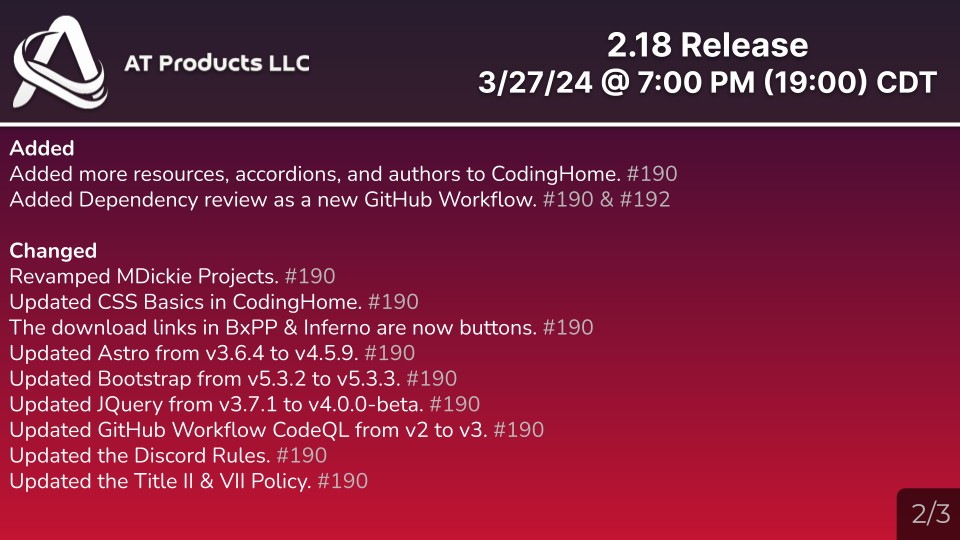 AT Products LLC
2.18 Release
3/27/24 @ 7:00 PM (19:00) CDT
Added
Added more resources, accordions, and authors to CodingHome. #190
Added Dependency review as a new GitHub Workflow. #190 & #192
Changed
Revamped MDickie Projects. #190
Updated CSS Basics in CodingHome. #190
The download links in BxPP & Inferno are now buttons. #190
Updated Astro from v3.6.4 to v4.5.9. #190
Updated Bootstrap from v5.3.2 to v5.3.3. #190
Updated JQuery from v3.7.1 to v4.0.0-beta. #190
Updated GitHub Workflow CodeQL from v2 to v3. #190
Updated the Discord Rules. #190
Updated the Title II & VII Policy. #190
2/3